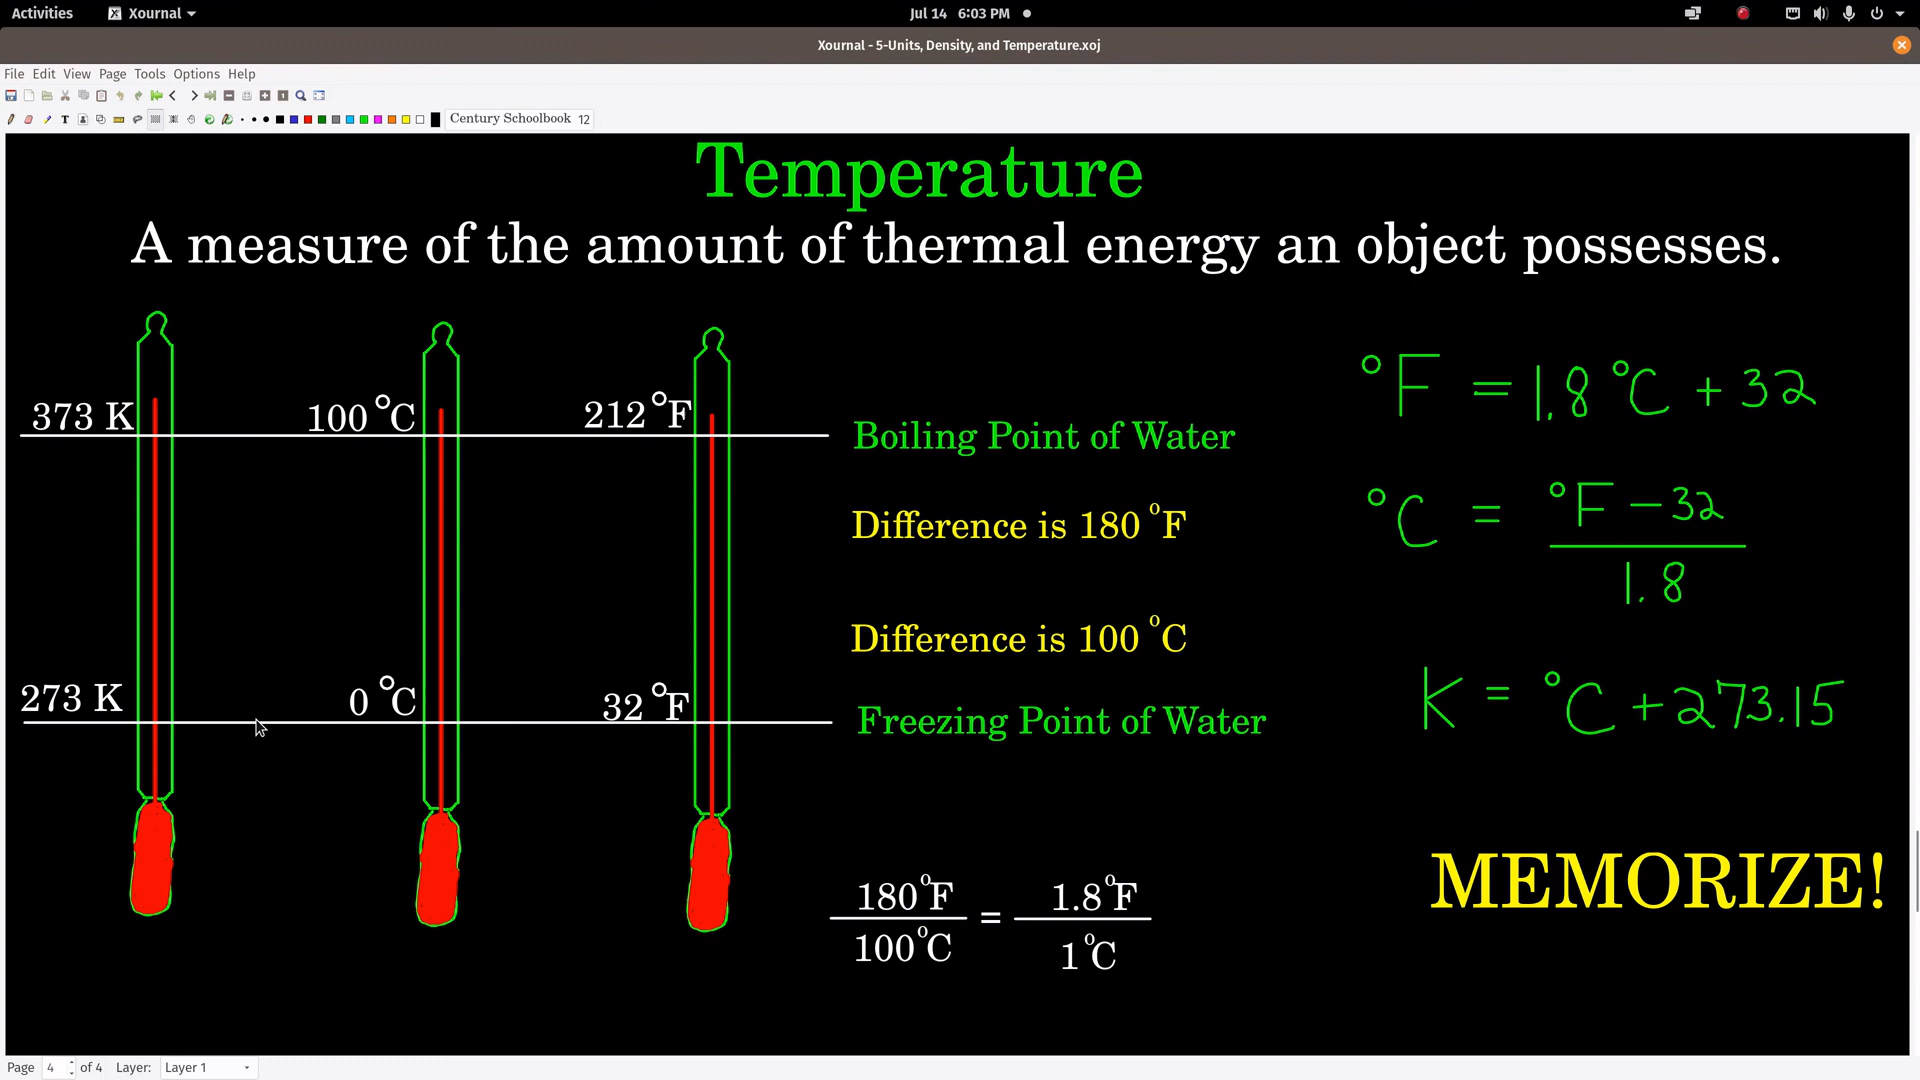 Activities Xournal Jul 14 6:03 PM
Xournal - 5-Units, Density, and Temperature.xoj
File Edit View Page Tools Options Help
Century Schoolbook 12
Temperature
A measure of the amount of thermal energy an object possesses.
373 K 100 °C 212 °F
Boiling Point of Water
Difference is 180 °F
Difference is 100 °C
273 K 0 °C 32 °F
Freezing Point of Water
°F = 1.8 °C + 32
°C = °F - 32
1.8
K = °C + 273.15
MEMORIZE!
180°F = 1.8°F
100°C 1°C
Page 4 of 4 Layer: Layer 1